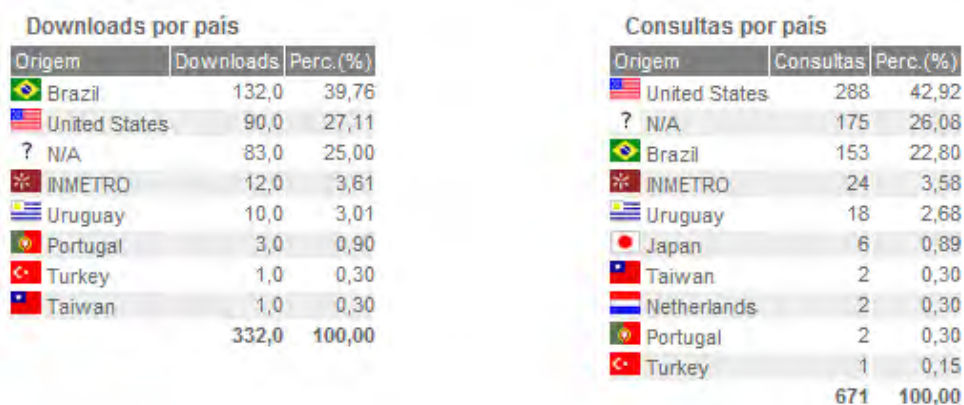 Downloads por país
Origem Downloads Perc.(%)
Brazil 132,0 39,76
United States 90,0 27,11
? N/A 83,0 25,00
INMETRO 12,0 3,61
Uruguay 10,0 3,01
Portugal 3,0 0,90
Turkey 1,0 0,30
Taiwan 1,0 0,30
332,0 100,00
Consultas por país
Origem Consultas Perc.(%)
United States 288 42,92
? N/A 175 26,08
Brazil 153 22,80
INMETRO 24 3,58
Uruguay 18 2,68
Japan 6 0,89
Taiwan 2 0,30
Netherlands 2 0,30
Portugal 2 0,30
Turkey 1 0,15
671 100,00